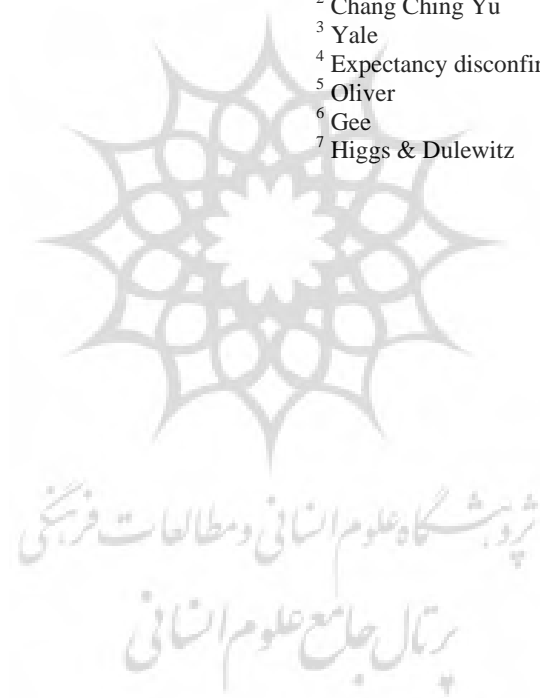 ² Chang Ching Yu
³ Yale
⁴ Expectancy disconfir
⁵ Oliver
⁶ Gee
⁷ Higgs & Dulewitz
پژوهشگاه علوم انسانی و مطالعات فرهنگی
پرتال جامع علوم انسانی